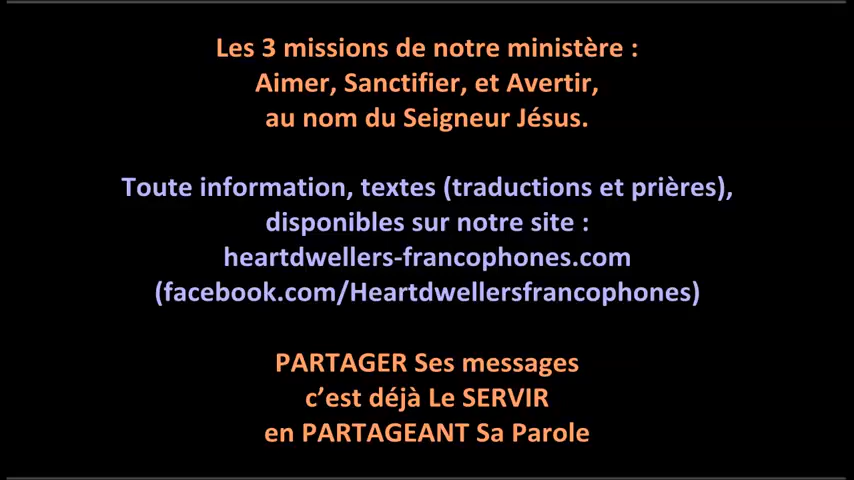 Les 3 missions de notre ministère :
Aimer, Sanctifier, et Avertir,
au nom du Seigneur Jésus.
Toute information, textes (traductions et prières),
disponibles sur notre site :
heartdwellers-francophones.com
(facebook.com/Heartdwellersfrancophones)
PARTAGER Ses messages
c’est déjà Le SERVIR
en PARTAGEANT Sa Parole